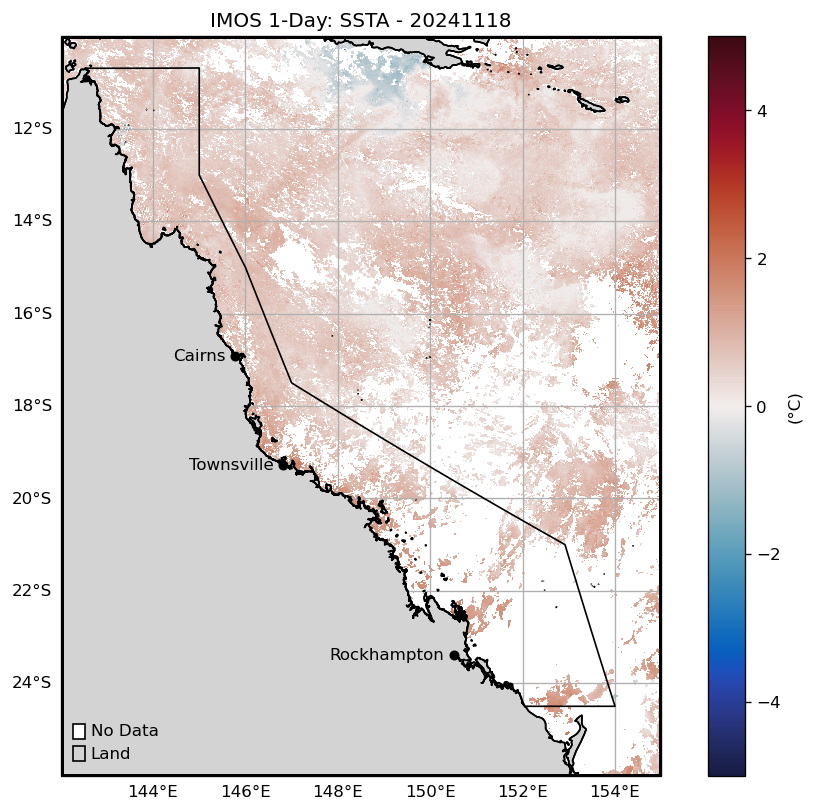 IMOS 1-Day: SSTA - 20241118
12°S
14°S
16°S
18°S
20°S
22°S
24°S
Cairns
Townsville
Rockhampton
No Data
Land
144°E 146°E 148°E 150°E 152°E 154°E
4
2
0
−2
−4
(°C)